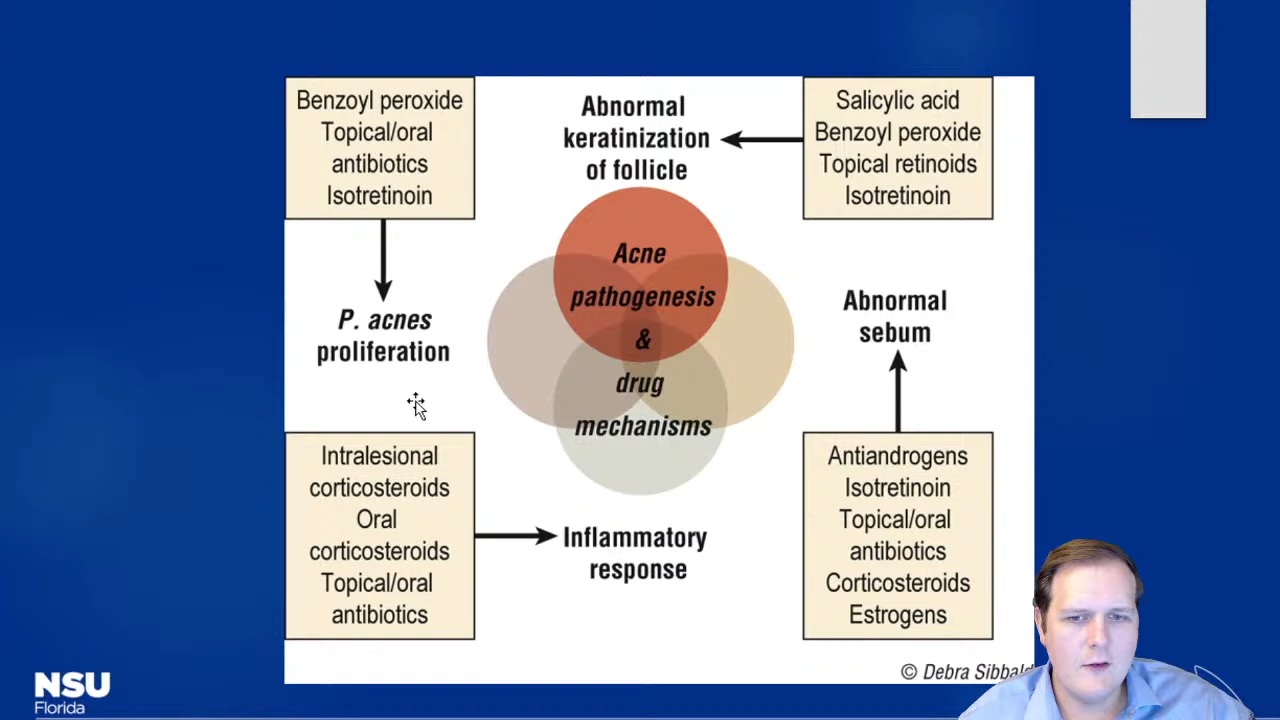 Benzoyl peroxide
Topical/oral
antibiotics
Isotretinoin
Abnormal
keratinization
of follicle
Salicylic acid
Benzoyl peroxide
Topical retinoids
Isotretinoin
P. acnes
proliferation
Acne
pathogenesis
&
drug
mechanisms
Abnormal
sebum
Intralesional
corticosteroids
Oral
corticosteroids
Topical/oral
antibiotics
Inflammatory
response
Antiandrogens
Isotretinoin
Topical/oral
antibiotics
Corticosteroids
Estrogens
© Debra Sibbald
NSU
Florida